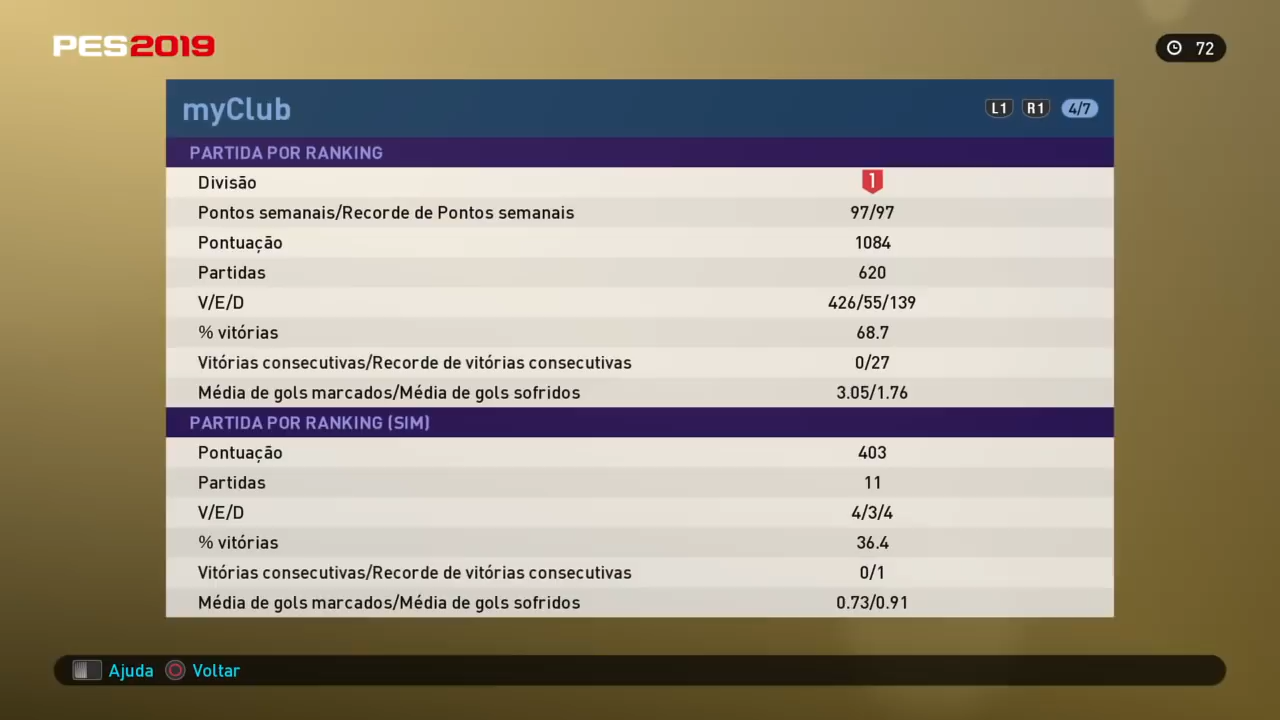 PES2019
72
myClub L1 R1 4/7
PARTIDA POR RANKING
Divisão 1
Pontos semanais/Recorde de Pontos semanais 97/97
Pontuação 1084
Partidas 620
V/E/D 426/55/139
% vitórias 68.7
Vitórias consecutivas/Recorde de vitórias consecutivas 0/27
Média de gols marcados/Média de gols sofridos 3.05/1.76
PARTIDA POR RANKING (SIM)
Pontuação 403
Partidas 11
V/E/D 4/3/4
% vitórias 36.4
Vitórias consecutivas/Recorde de vitórias consecutivas 0/1
Média de gols marcados/Média de gols sofridos 0.73/0.91
Ajuda Voltar